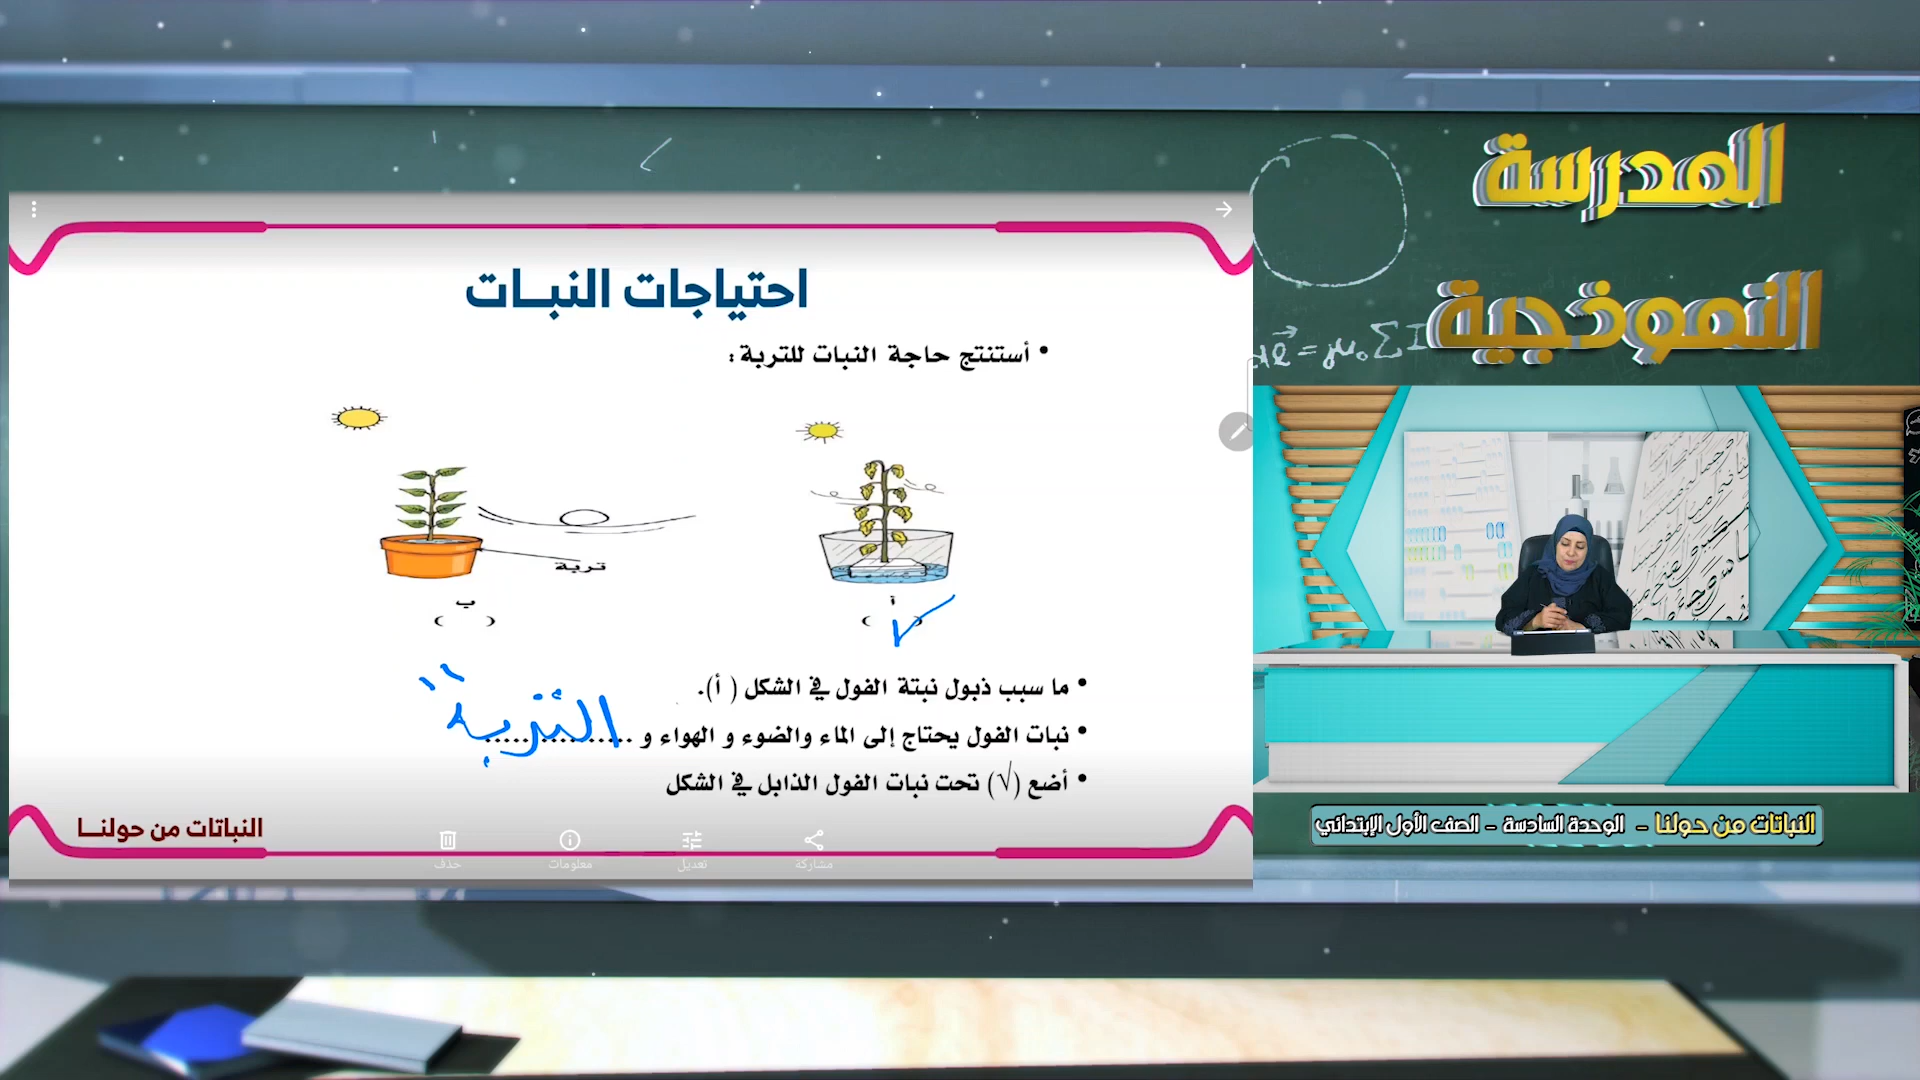 المدرسة
النموذجية
احتياجات النبـات
• أستنتج حاجة النبات للتربة :
تربة
أ
ب
( )
( )
• ما سبب ذبول نبتة الفول في الشكل ( أ).
• نبات الفول يحتاج إلى الماء والضوء و الهواء و ................
التربة
• أضع (√) تحت نبات الفول الذابل في الشكل
النباتات من حولنـا
مشاركة
تعديل
معلومات
حذف
النباتات من حولنا - الوحدة السادسة - الصف الأول الإبتدائي